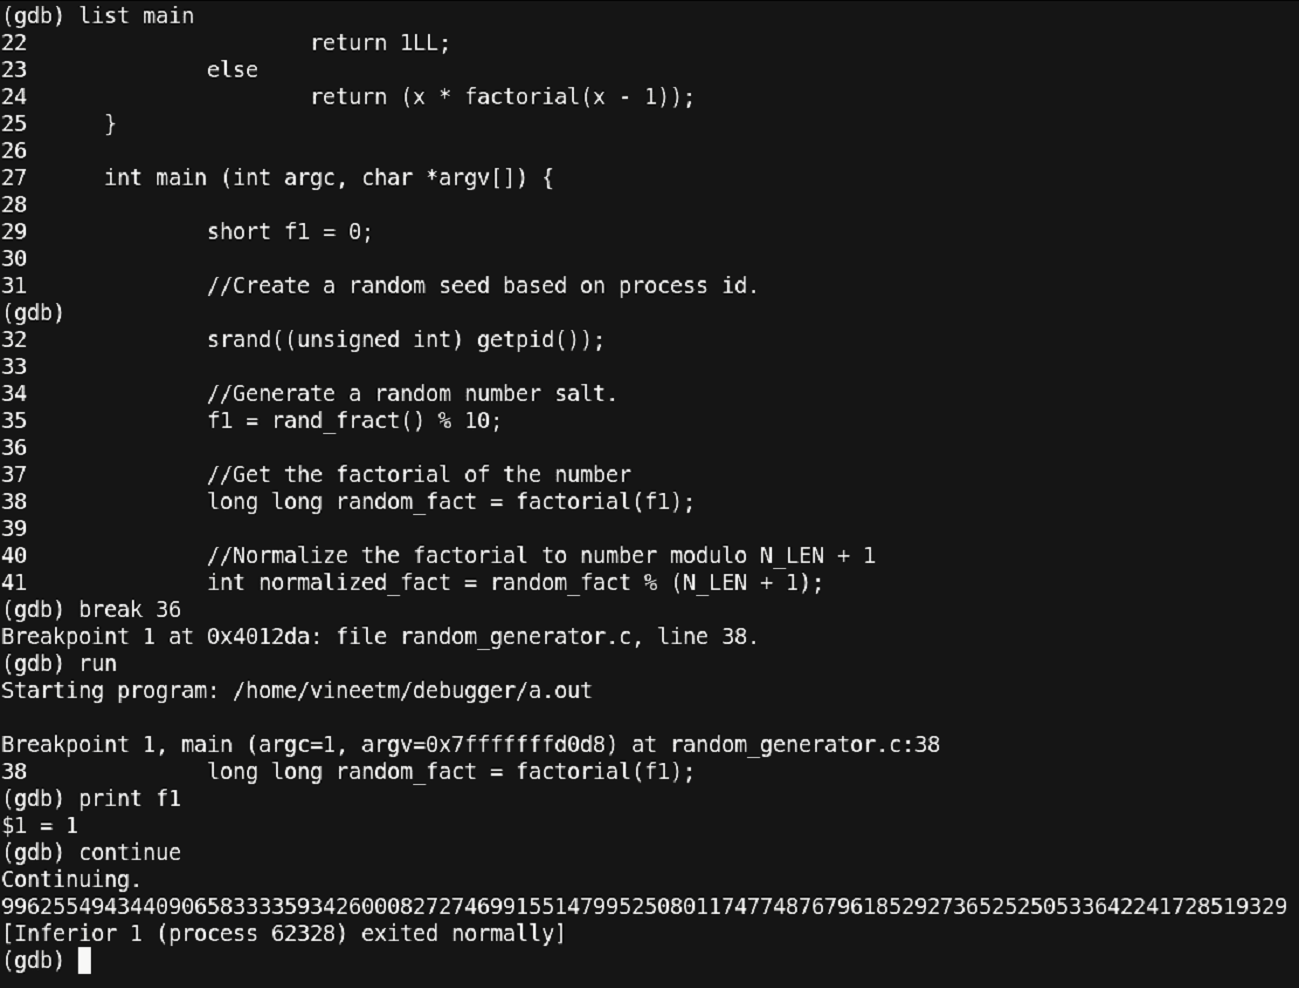 (gdb) list main
22                      return 1LL;
23              else
24                      return (x * factorial(x - 1));
25      }
26
27      int main (int argc, char *argv[]) {
28
29              short f1 = 0;
30
31              //Create a random seed based on process id.
(gdb)
32              srand((unsigned int) getpid());
33
34              //Generate a random number salt.
35              f1 = rand_fract() % 10;
36
37              //Get the factorial of the number
38              long long random_fact = factorial(f1);
39
40              //Normalize the factorial to number modulo N_LEN + 1
41              int normalized_fact = random_fact % (N_LEN + 1);
(gdb) break 36
Breakpoint 1 at 0x4012da: file random_generator.c, line 38.
(gdb) run
Starting program: /home/vineetm/debugger/a.out

Breakpoint 1, main (argc=1, argv=0x7fffffffd0d8) at random_generator.c:38
38              long long random_fact = factorial(f1);
(gdb) print f1
$1 = 1
(gdb) continue
Continuing.
9962554943440906583333593426000827274699155147995250801174774876796185292736525250533642241728519329
[Inferior 1 (process 62328) exited normally]
(gdb)